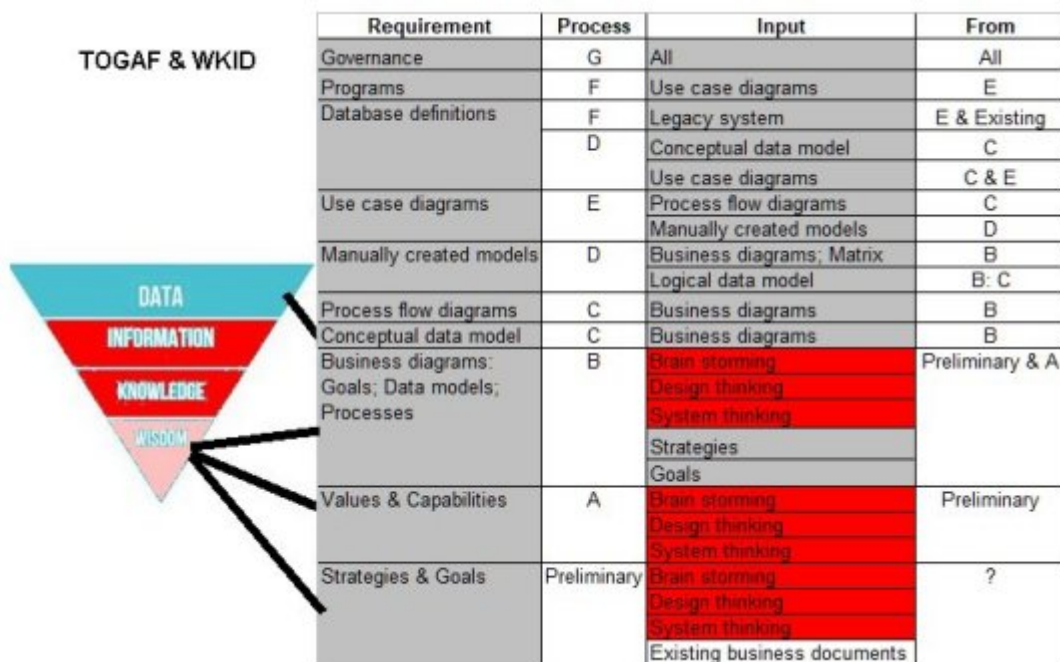 TOGAF & WKID
DATA
INFORMATION
KNOWLEDGE
WISDOM
Requirement Process Input From
Governance G All All
Programs F Use case diagrams E
Database definitions F Legacy system E & Existing
D Conceptual data model C
Use case diagrams C & E
Use case diagrams E Process flow diagrams C
Manually created models D
Manually created models D Business diagrams; Matrix B
Logical data model B: C
Process flow diagrams C Business diagrams B
Conceptual data model C Business diagrams B
Business diagrams: B Brain storming Preliminary & A
Goals; Data models; Design thinking
Processes System thinking
Strategies
Goals
Values & Capabilities A Brain storming Preliminary
Design thinking
System thinking
Strategies & Goals Preliminary Brain storming ?
Design thinking
System thinking
Existing business documents